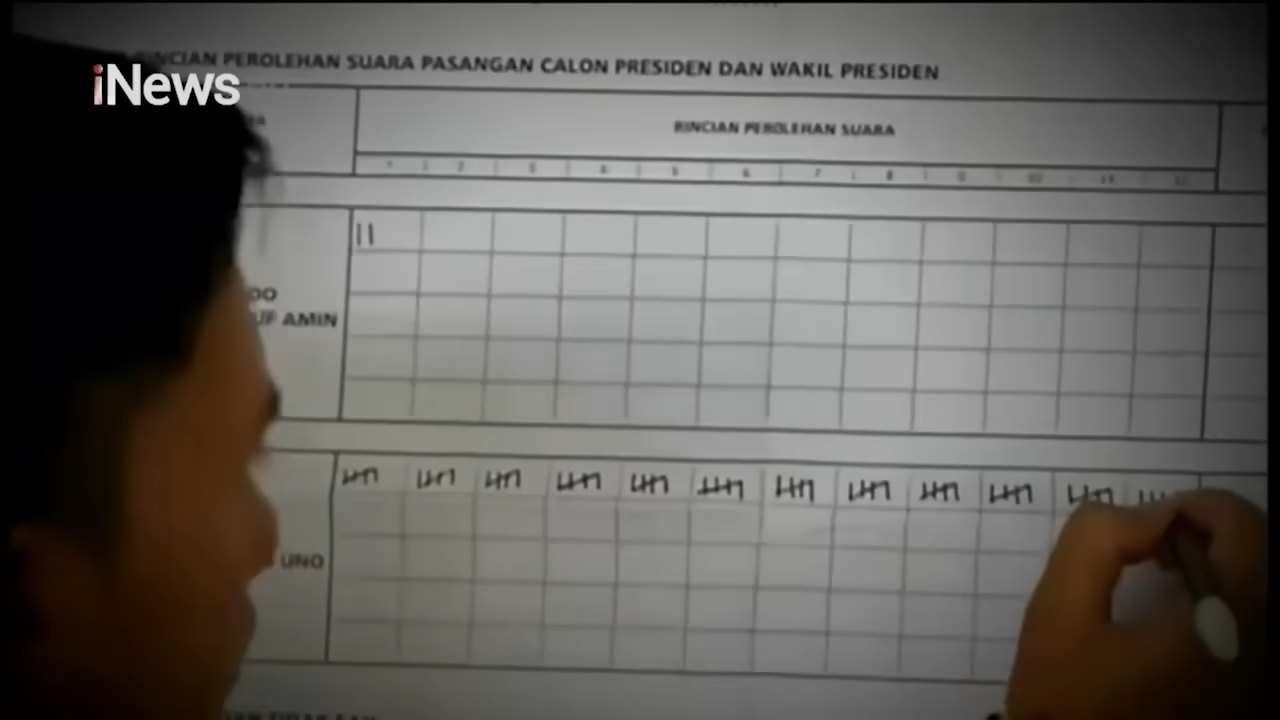 iNews
RINCIAN PEROLEHAN SUARA PASANGAN CALON PRESIDEN DAN WAKIL PRESIDEN
RINCIAN PEROLEHAN SUARA
2 3 4 5 6 7 8 9 10 11 12
DO
UF AMIN
UNO